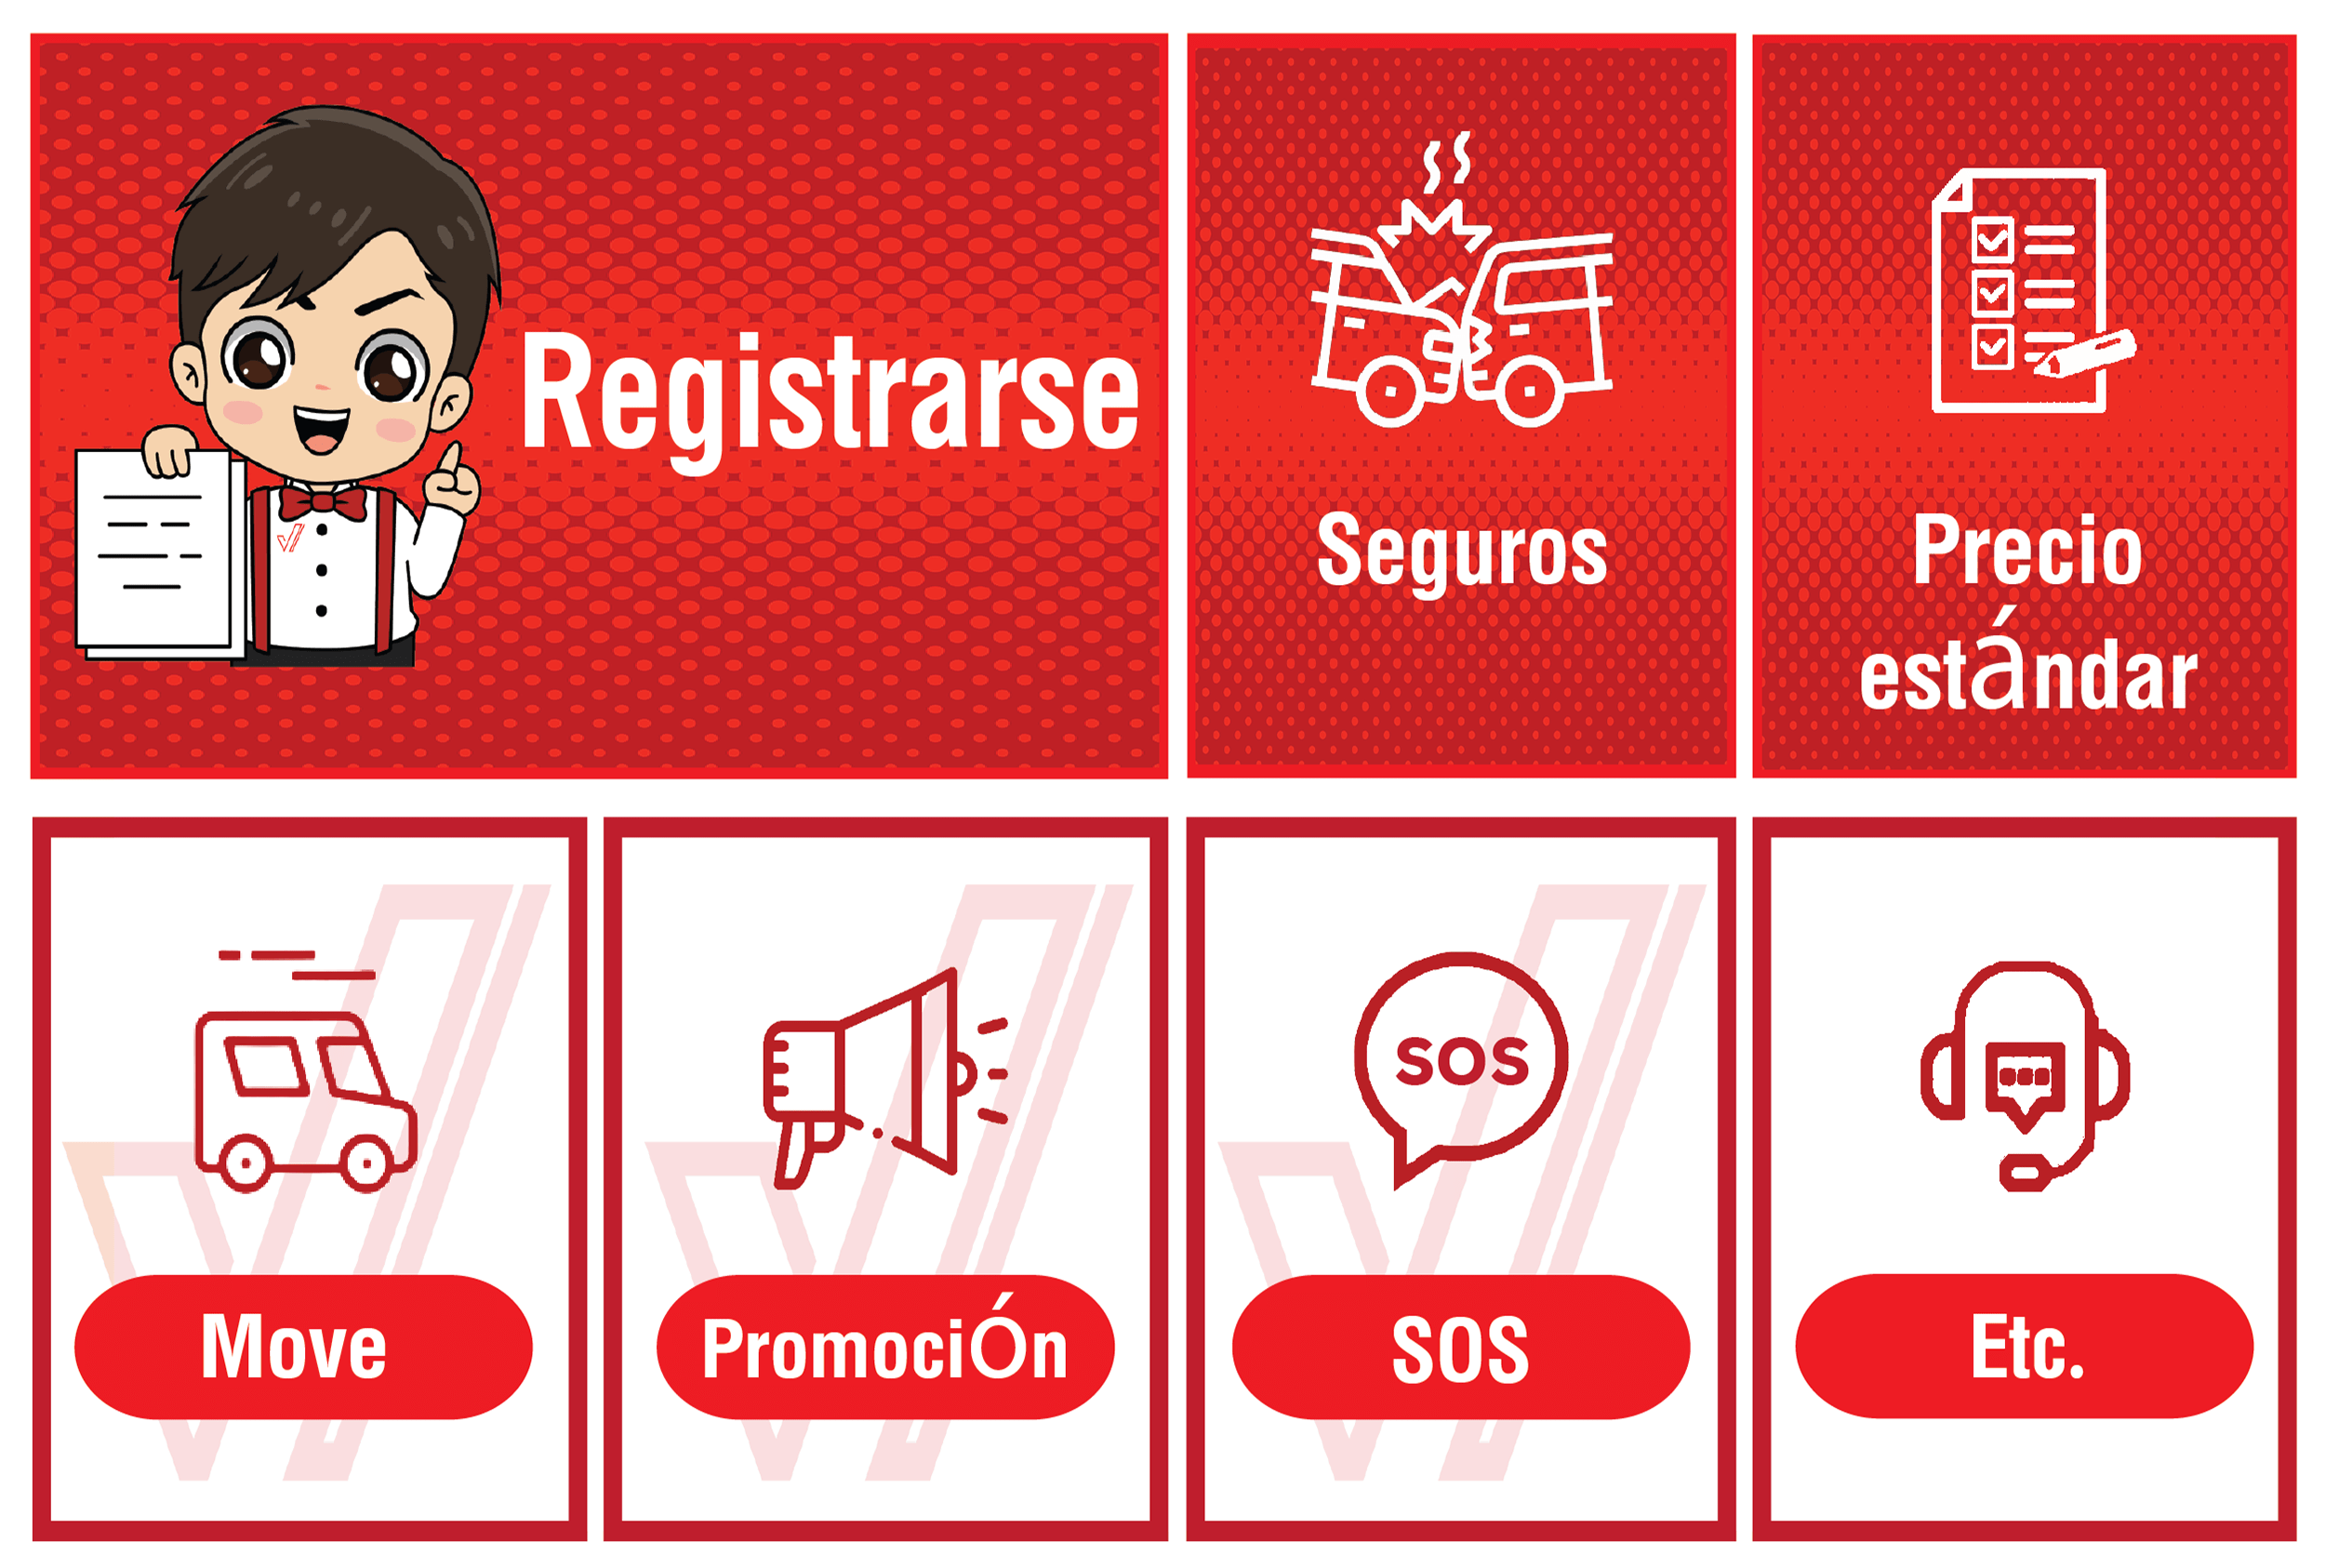 Registrarse
Seguros
Precio
estándar
SOS
Move
Promoción
SOS
Etc.